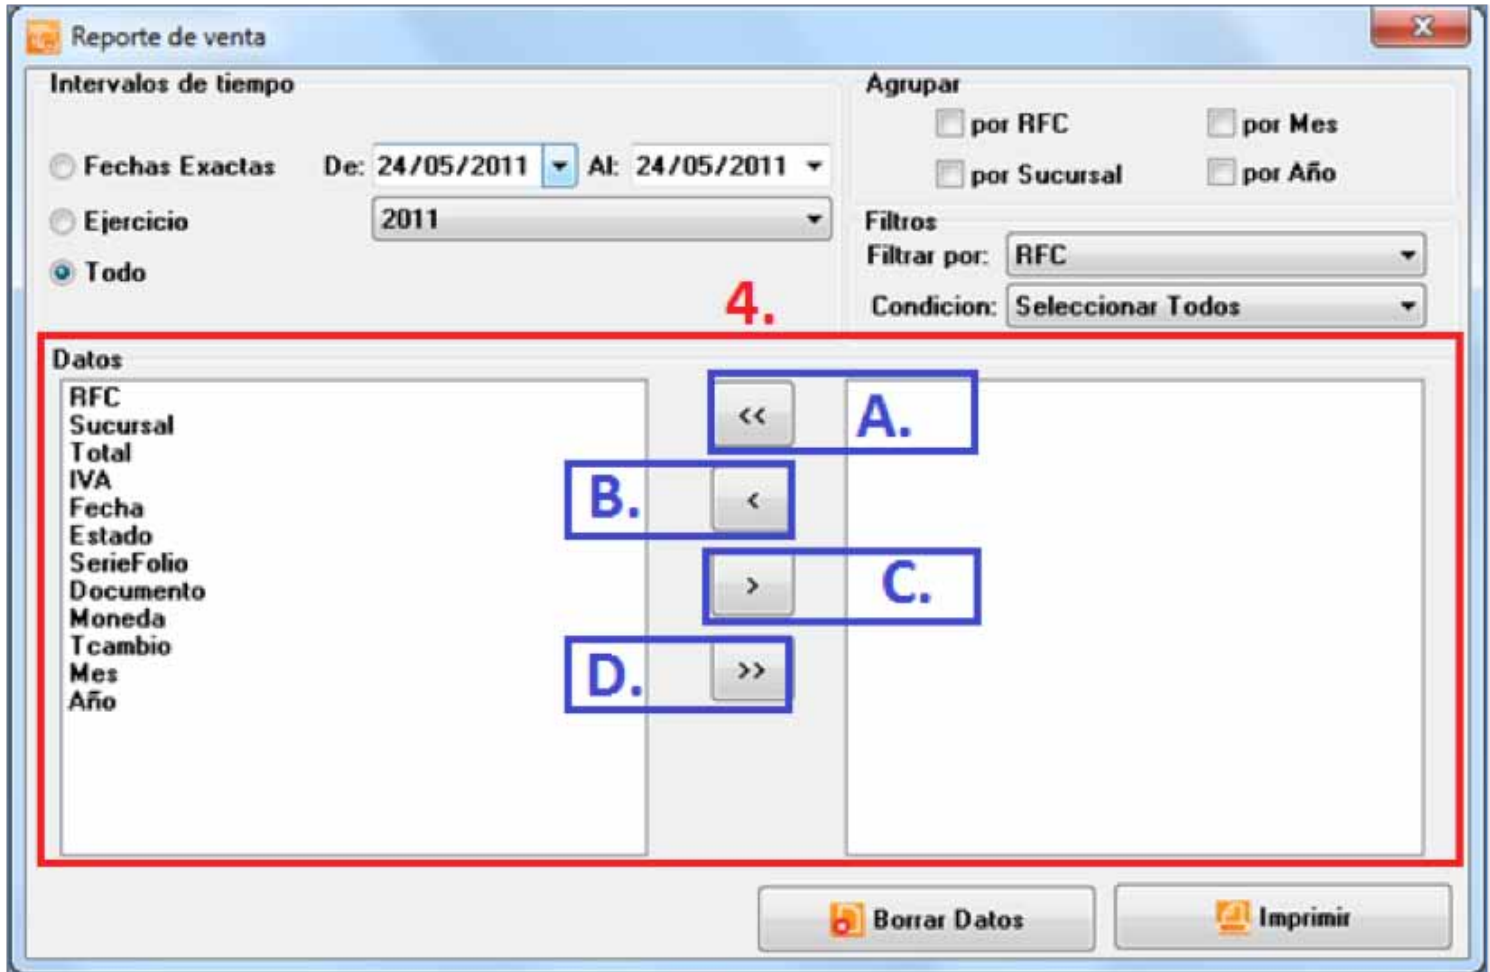 Reporte de venta
Intervalos de tiempo
Agrupar
por RFC
por Mes
Fechas Exactas De: 24/05/2011 Al: 24/05/2011
por Sucursal
por Año
Ejercicio 2011
Filtros
Filtrar por: RFC
Todo
4.
Condicion: Seleccionar Todos
Datos
RFC
Sucursal
Total
IVA
Fecha
Estado
SerieFolio
Documento
Moneda
Tcambio
Mes
Año
<< A.
B. <
> C.
D. >>
Borrar Datos
Imprimir